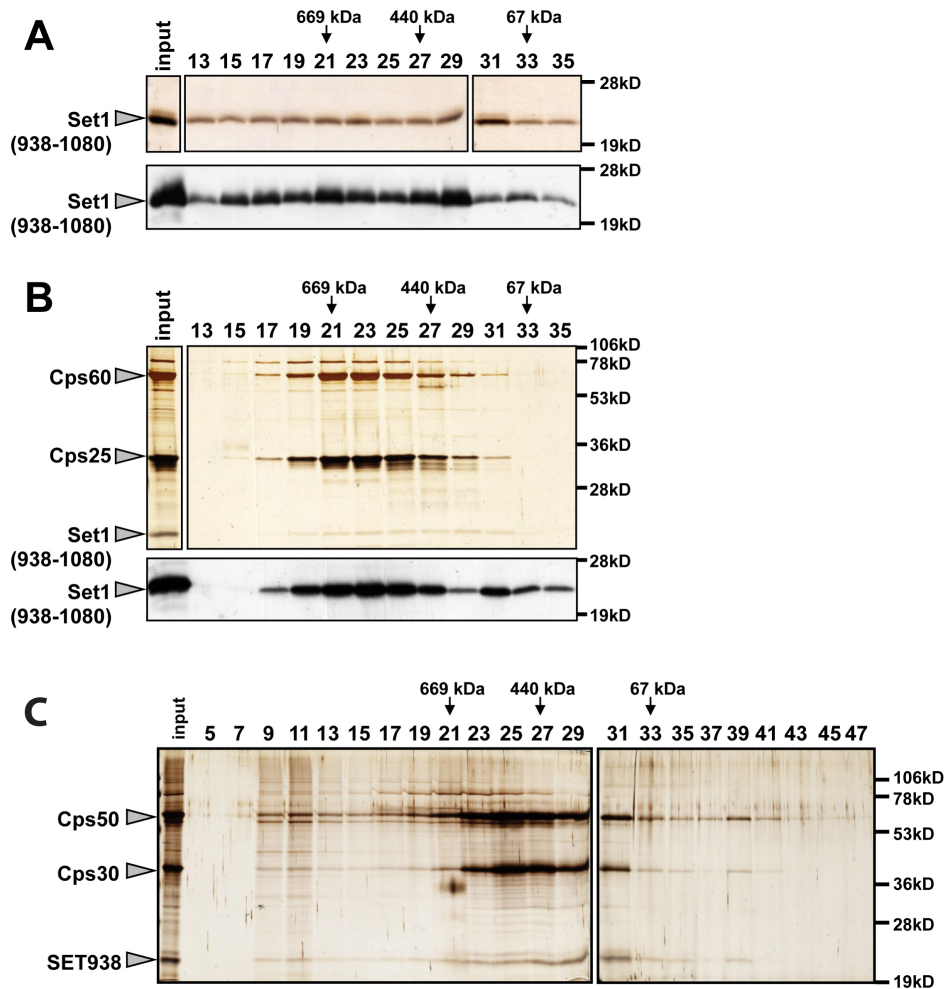 A
669 kDa 440 kDa 67 kDa
input 13 15 17 19 21 23 25 27 29 31 33 35
28kD
Set1
(938-1080)
19kD
28kD
Set1
(938-1080)
19kD
B
669 kDa 440 kDa 67 kDa
input 13 15 17 19 21 23 25 27 29 31 33 35
106kD
78kD
Cps60
53kD
36kD
Cps25
28kD
Set1
(938-1080)
28kD
Set1
(938-1080)
19kD
C
669 kDa 440 kDa 67 kDa
input 5 7 9 11 13 15 17 19 21 23 25 27 29 31 33 35 37 39 41 43 45 47
106kD
78kD
Cps50
53kD
Cps30
36kD
28kD
SET938
19kD